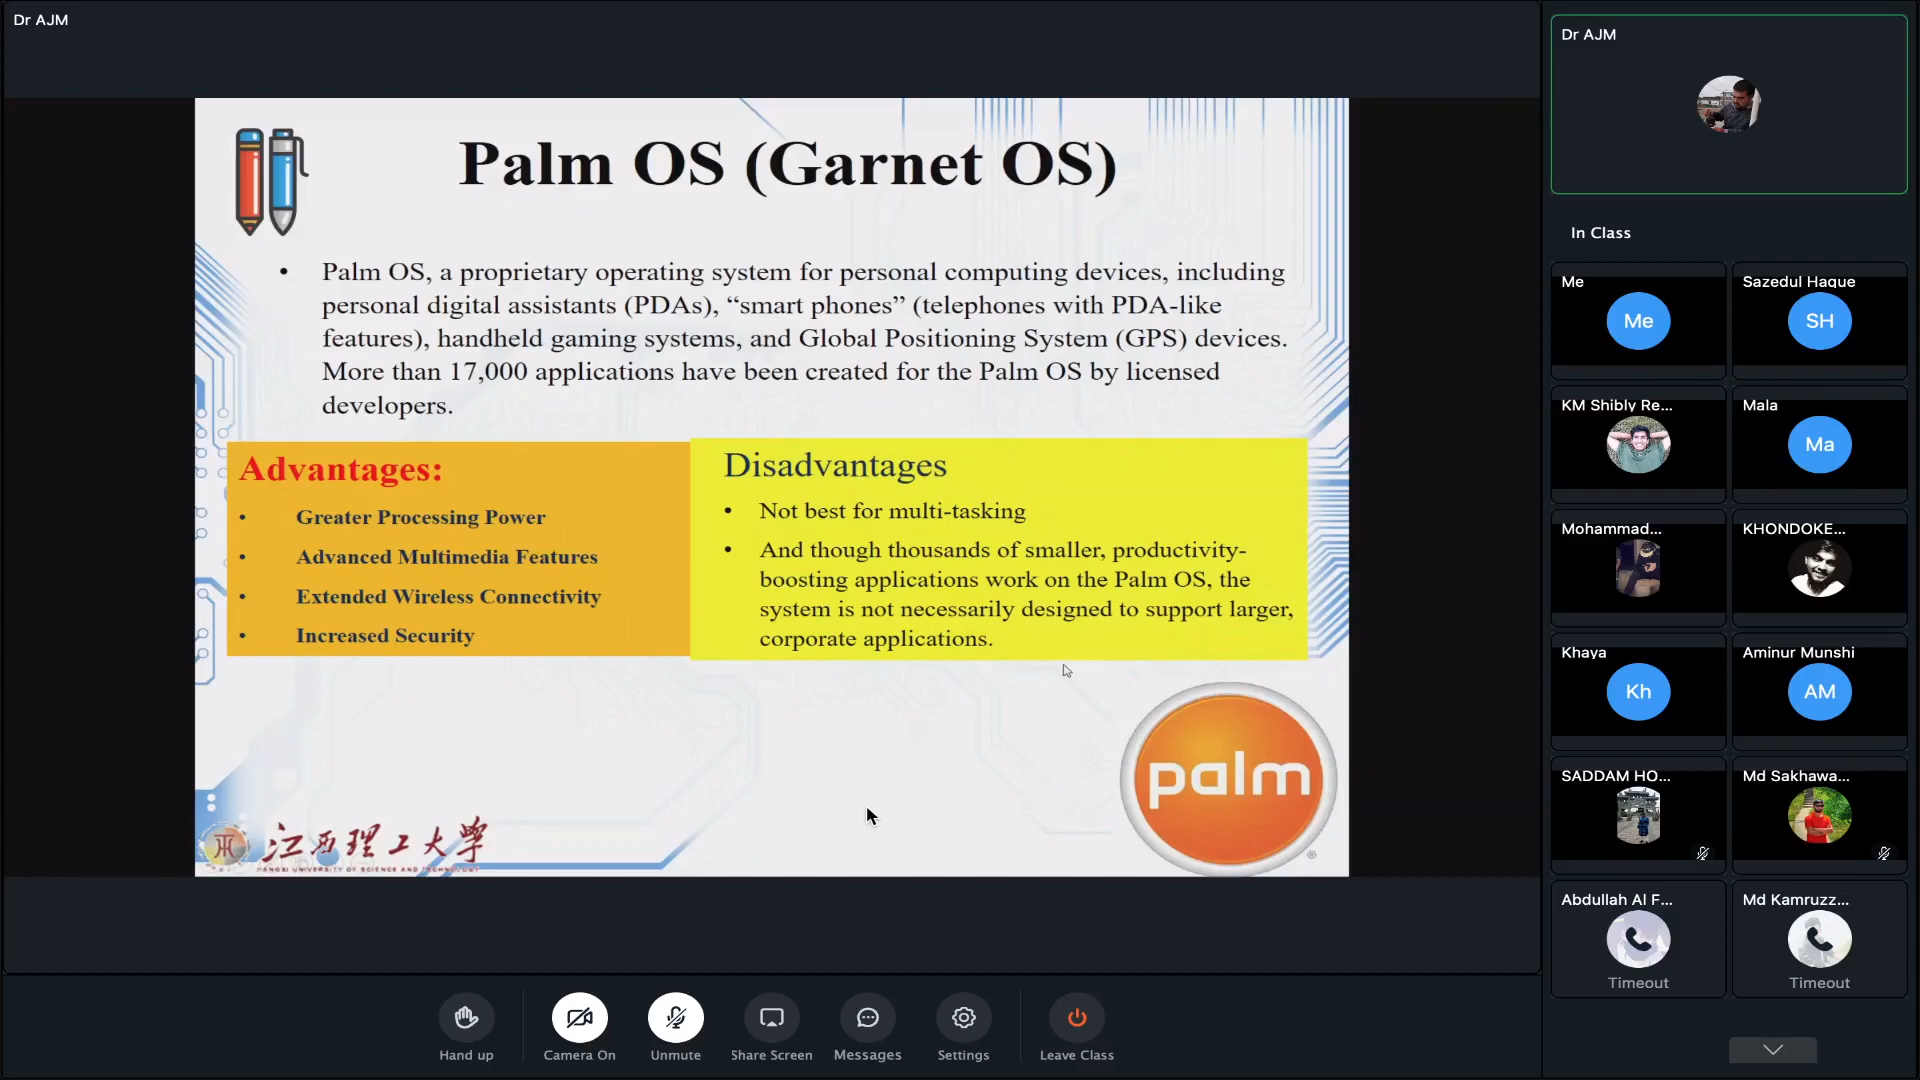 Dr AJM
Palm OS (Garnet OS)
• Palm OS, a proprietary operating system for personal computing devices, including
personal digital assistants (PDAs), “smart phones” (telephones with PDA-like
features), handheld gaming systems, and Global Positioning System (GPS) devices.
More than 17,000 applications have been created for the Palm OS by licensed
developers.
Advantages:
• Greater Processing Power
• Advanced Multimedia Features
• Extended Wireless Connectivity
• Increased Security
Disadvantages
• Not best for multi-tasking
• And though thousands of smaller, productivity-
boosting applications work on the Palm OS, the
system is not necessarily designed to support larger,
corporate applications.
palm
®
江西理工大学
JIANGXI UNIVERSITY OF SCIENCE AND TECHNOLOGY
Dr AJM
In Class
Me
Me
Sazedul Haque
SH
KM Shibly Re...
Mala
Ma
Mohammad...
KHONDOKE...
Khaya
Kh
Aminur Munshi
AM
SADDAM HO...
Md Sakhawa...
Abdullah Al F...
Timeout
Md Kamruzz...
Timeout
Hand up
Camera On
Unmute
Share Screen
Messages
Settings
Leave Class